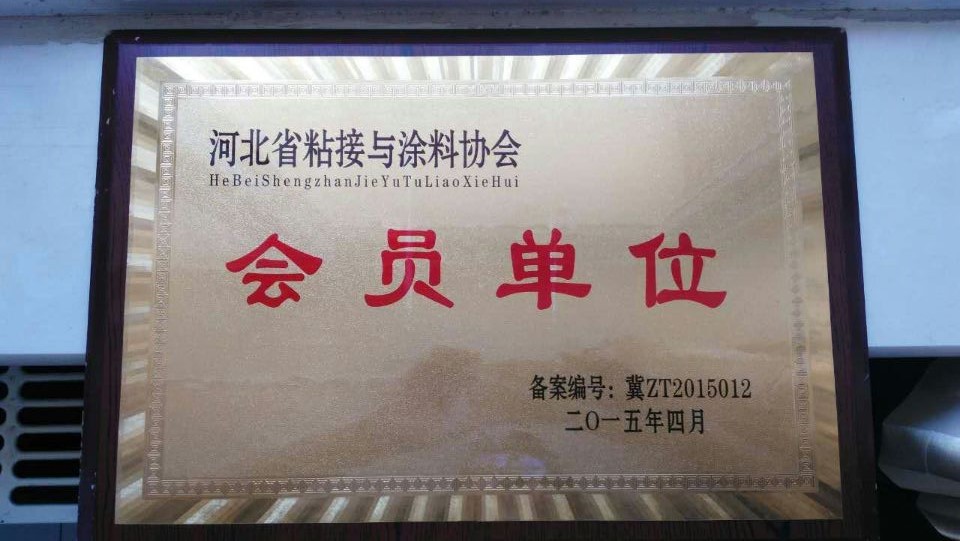 河北省粘接与涂料协会
HeBeiShengzhanJieYuTuLiaoXieHui
会员单位
备案编号：冀ZT2015012
二〇一五年四月